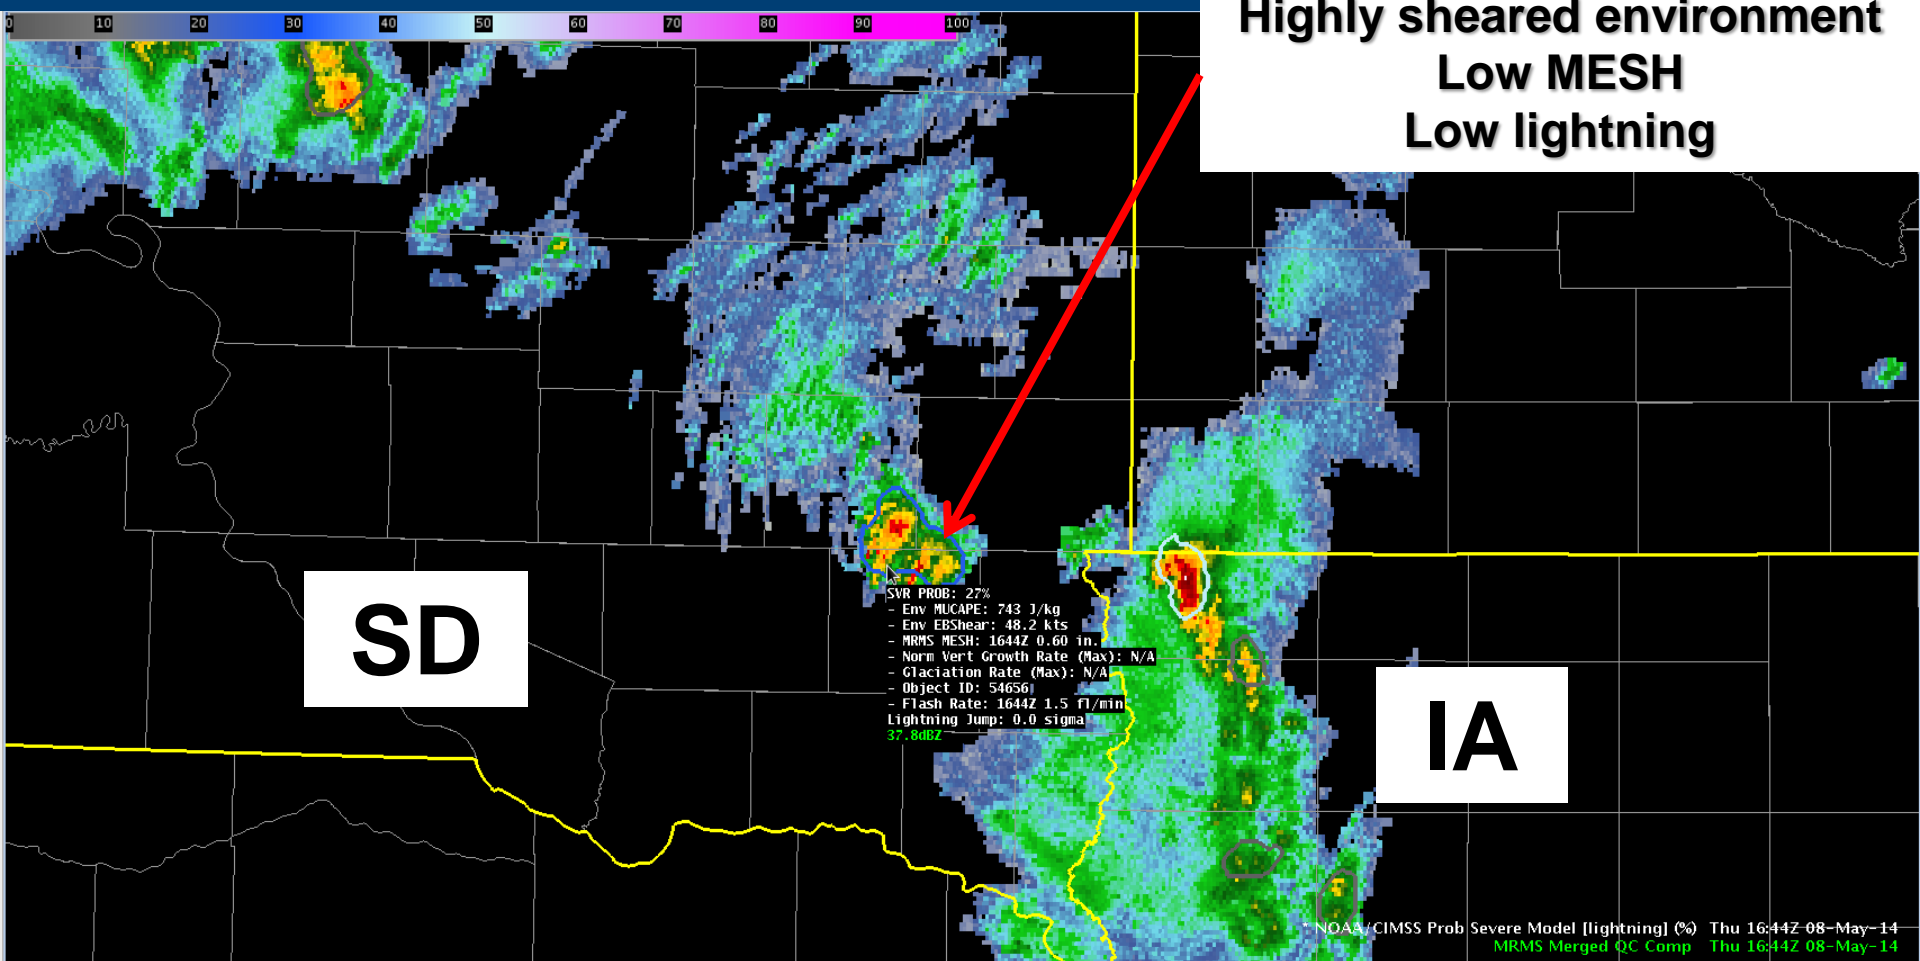 0 10 20 30 40 50 60 70 80 90 100
Highly sheared environment
Low MESH
Low lightning
SD
IA
SVR PROB: 27%
- Env MUCAPE: 743 J/kg
- Env EBShear: 48.2 kts
- MRMS MESH: 1644Z 0.60 in.
- Norm Vert Growth Rate (Max): N/A
- Glaciation Rate (Max): N/A
- Object ID: 54656
- Flash Rate: 1644Z 1.5 fl/min
Lightning Jump: 0.0 sigma
37.8dBZ
* NOAA/CIMSS Prob Severe Model [lightning] (%) Thu 16:44Z 08-May-14
MRMS Merged QC Comp Thu 16:44Z 08-May-14